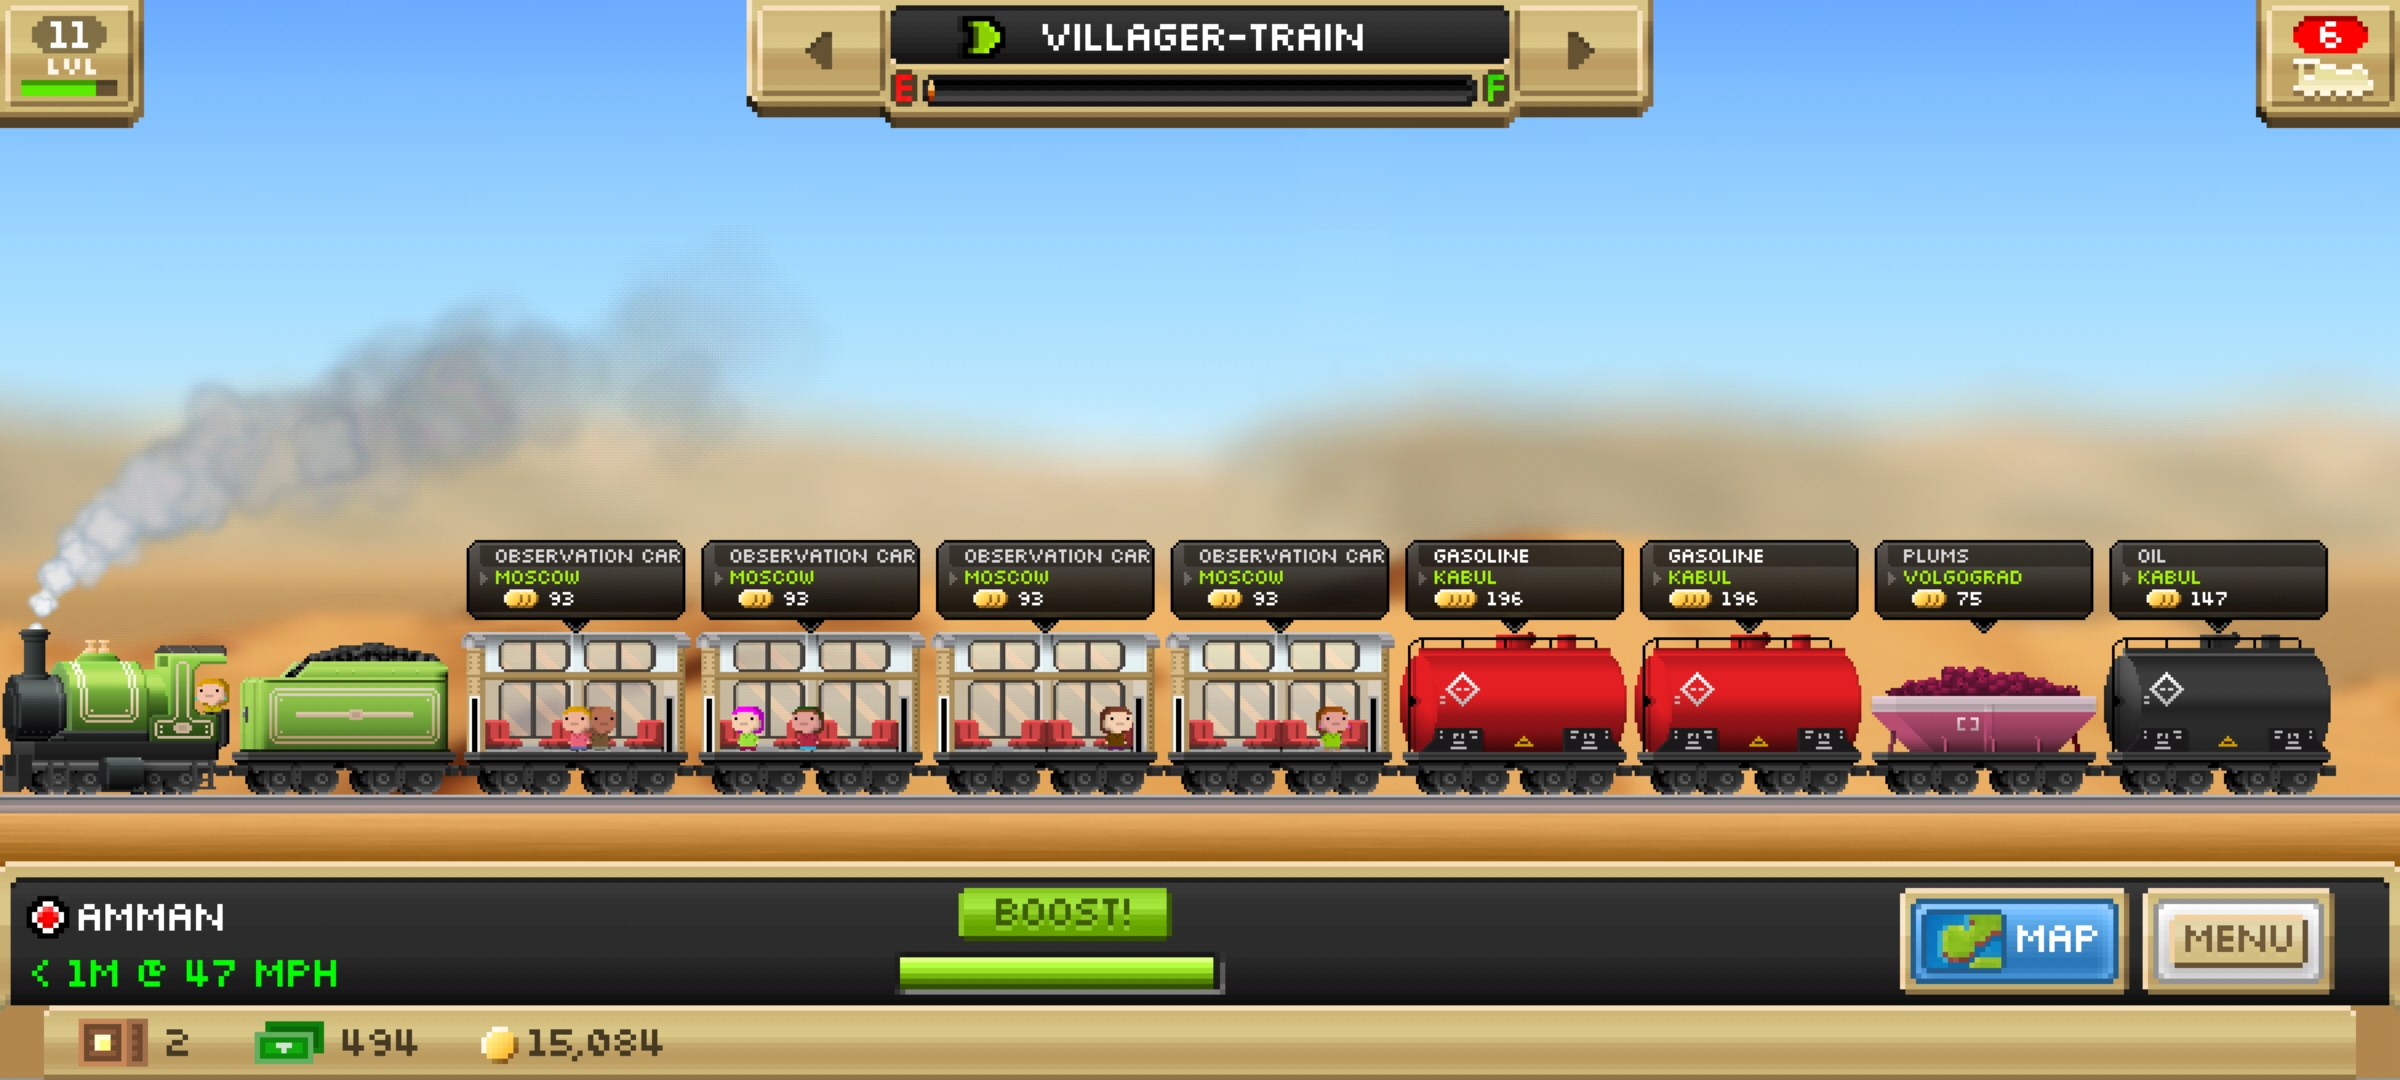 11
LVL
VILLAGER-TRAIN
E F
6
OBSERVATION CAR
MOSCOW
93
OBSERVATION CAR
MOSCOW
93
OBSERVATION CAR
MOSCOW
93
OBSERVATION CAR
MOSCOW
93
GASOLINE
KABUL
196
GASOLINE
KABUL
196
PLUMS
VOLGOGRAD
75
OIL
KABUL
147
AMMAN
< 1M @ 47 MPH
BOOST!
MAP
MENU
2
494
15,084